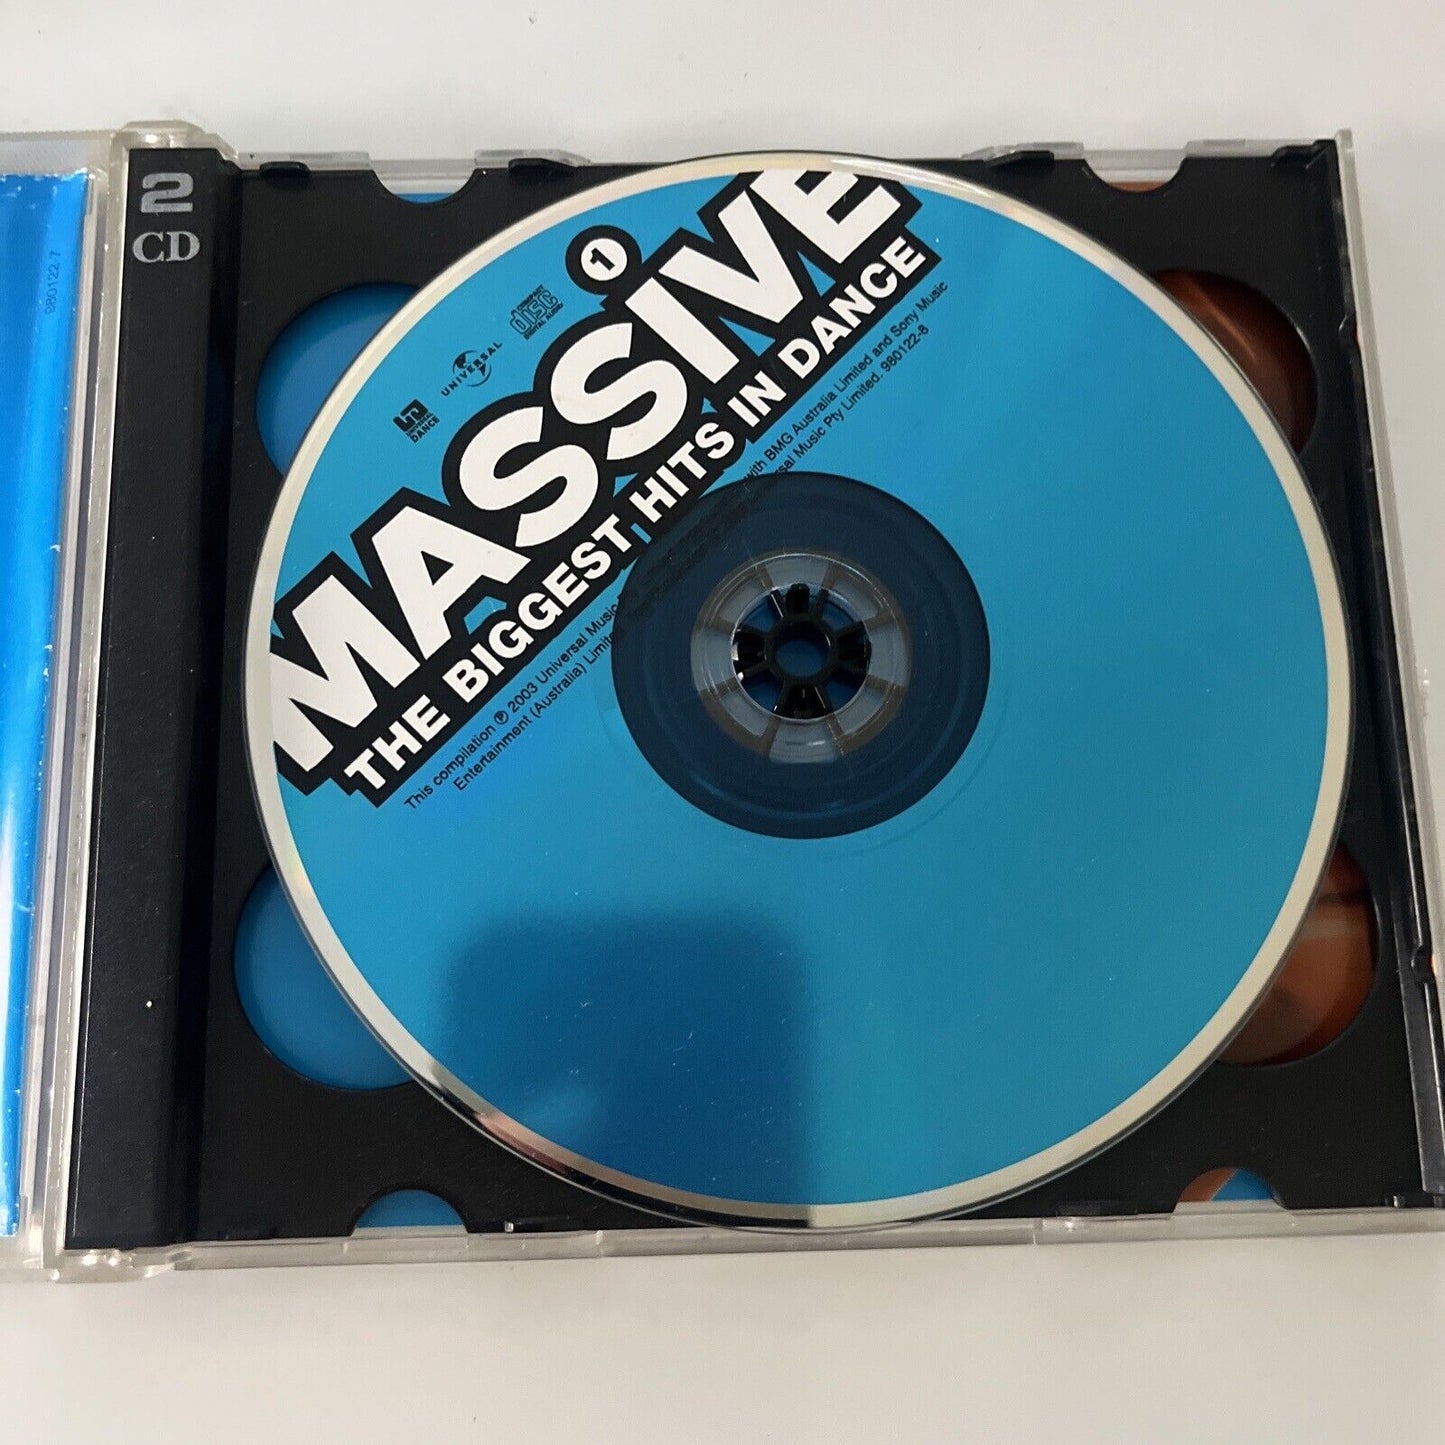 2
CD
980122-7
1
COMPACT
disc
DIGITAL AUDIO
UNIVERSAL
UNIVERSAL
DANCE
MASSIVE
THE BIGGEST HITS IN DANCE
This compilation ℗ 2003 Universal Music with BMG Australia Limited and Sony Music
Entertainment (Australia) Limited Music Pty Limited. 980122-8